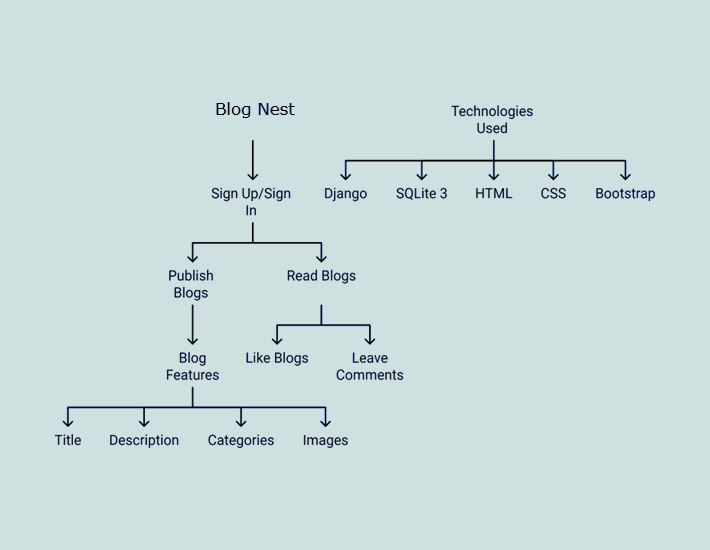 Blog Nest
Technologies
Used
Sign Up/Sign
In
Django
SQLite 3
HTML
CSS
Bootstrap
Publish
Blogs
Read Blogs
Blog
Features
Like Blogs
Leave
Comments
Title
Description
Categories
Images